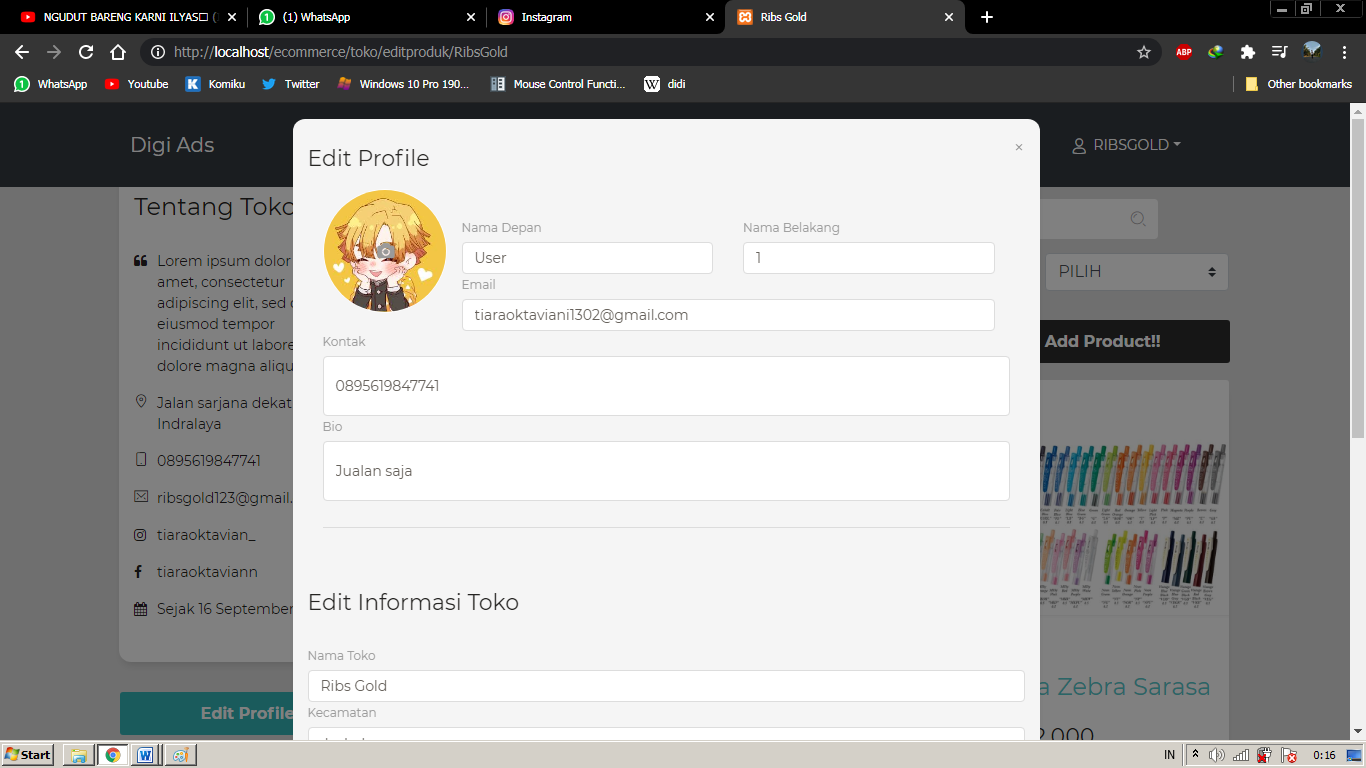 NGUDUT BARENG KARNI ILYAS
(1) WhatsApp
Instagram
Ribs Gold
http://localhost/ecommerce/toko/editproduk/RibsGold
ABP
WhatsApp
Youtube
Komiku
Twitter
Windows 10 Pro 190...
Mouse Control Functi...
didi
Other bookmarks
Digi Ads
RIBSGOLD
Tentang Toko
Lorem ipsum dolor
amet, consectetur
adipiscing elit, sed
eiusmod tempor
incididunt ut labore
dolore magna aliqu
Jalan sarjana dekat
Indralaya
0895619847741
ribsgold123@gmail.
tiaraoktavian_
tiaraoktaviann
Sejak 16 September
Edit Profile
Edit Profile
×
Nama Depan
Nama Belakang
User
1
Email
tiaraoktaviani1302@gmail.com
Kontak
0895619847741
Bio
Jualan saja
Edit Informasi Toko
Nama Toko
Ribs Gold
Kecamatan
PILIH
Add Product!!
a Zebra Sarasa
2.000
Start
IN
0:16